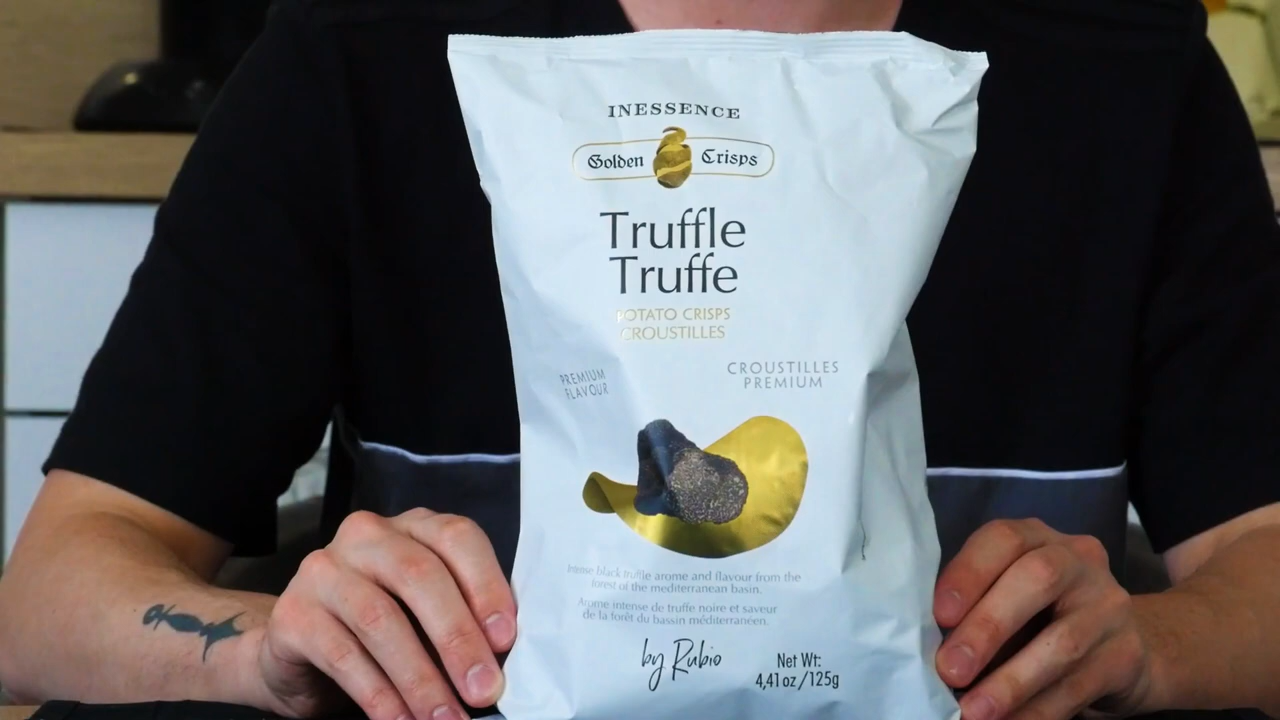 INESSENCE
Golden Crisps
Truffle
Truffe
POTATO CRISPS
CROUSTILLES
PREMIUM
FLAVOUR
CROUSTILLES
PREMIUM
Intense black truffle arome and flavour from the
forest of the mediterranean basin.
Arome intense de truffe noire et saveur
de la forêt du bassin méditerranéen.
by Rubio
Net Wt:
4,41oz/125g